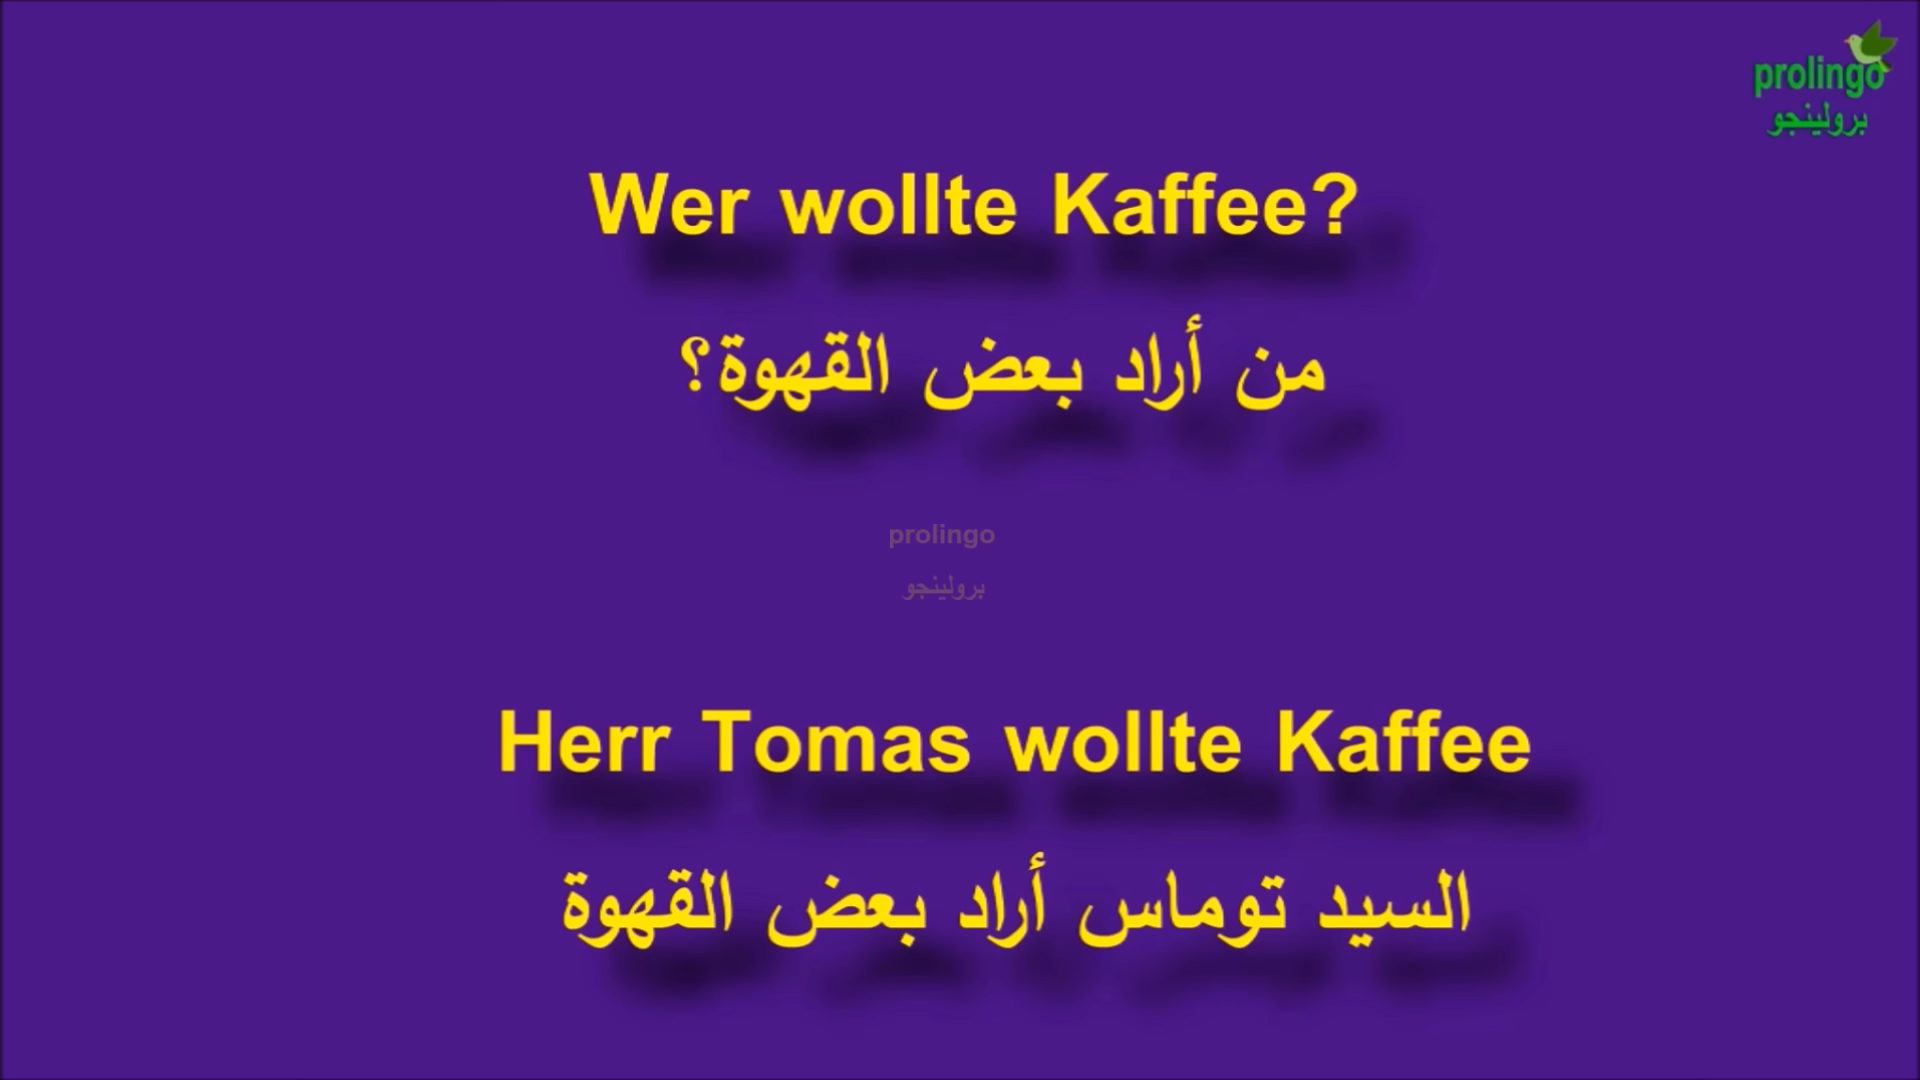 prolingo
برولينجو
Wer wollte Kaffee?
من أراد بعض القهوة؟
prolingo
برولينجو
Herr Tomas wollte Kaffee
السيد توماس أراد بعض القهوة